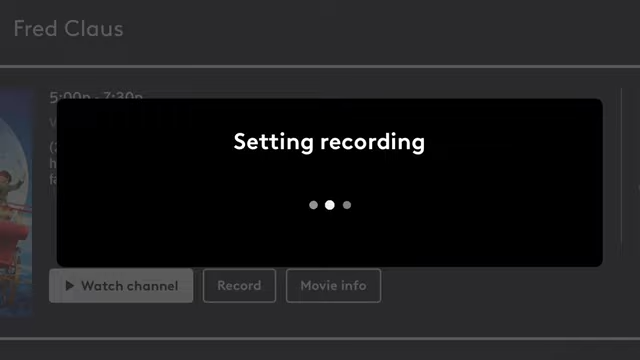 Fred Claus
5:00p - 7:30p
Setting recording
Watch channel
Record
Movie info